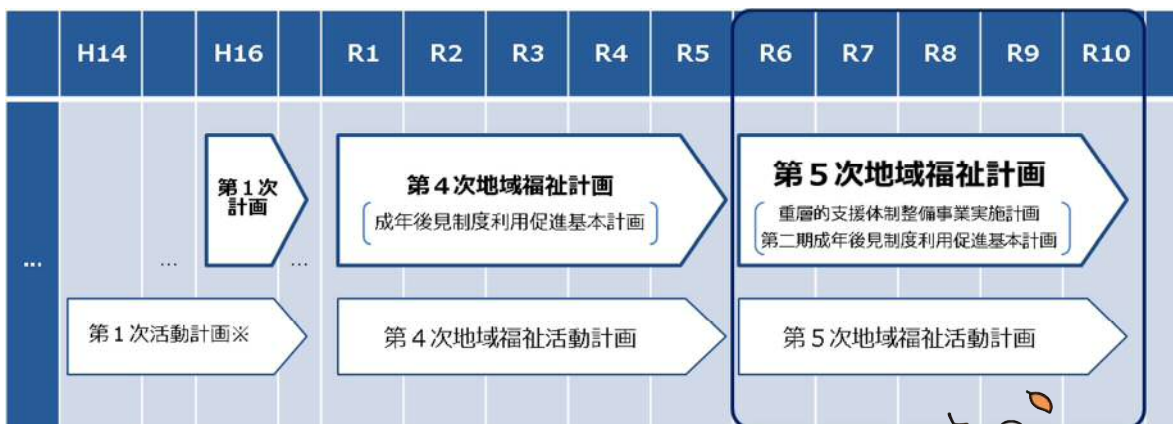 H14 H16 R1 R2 R3 R4 R5 R6 R7 R8 R9 R10
第1次
計画
第4次地域福祉計画
成年後見制度利用促進基本計画
第5次地域福祉計画
重層的支援体制整備事業実施計画
第二期成年後見制度利用促進基本計画
... … …
第1次活動計画※
第4次地域福祉活動計画
第5次地域福祉活動計画